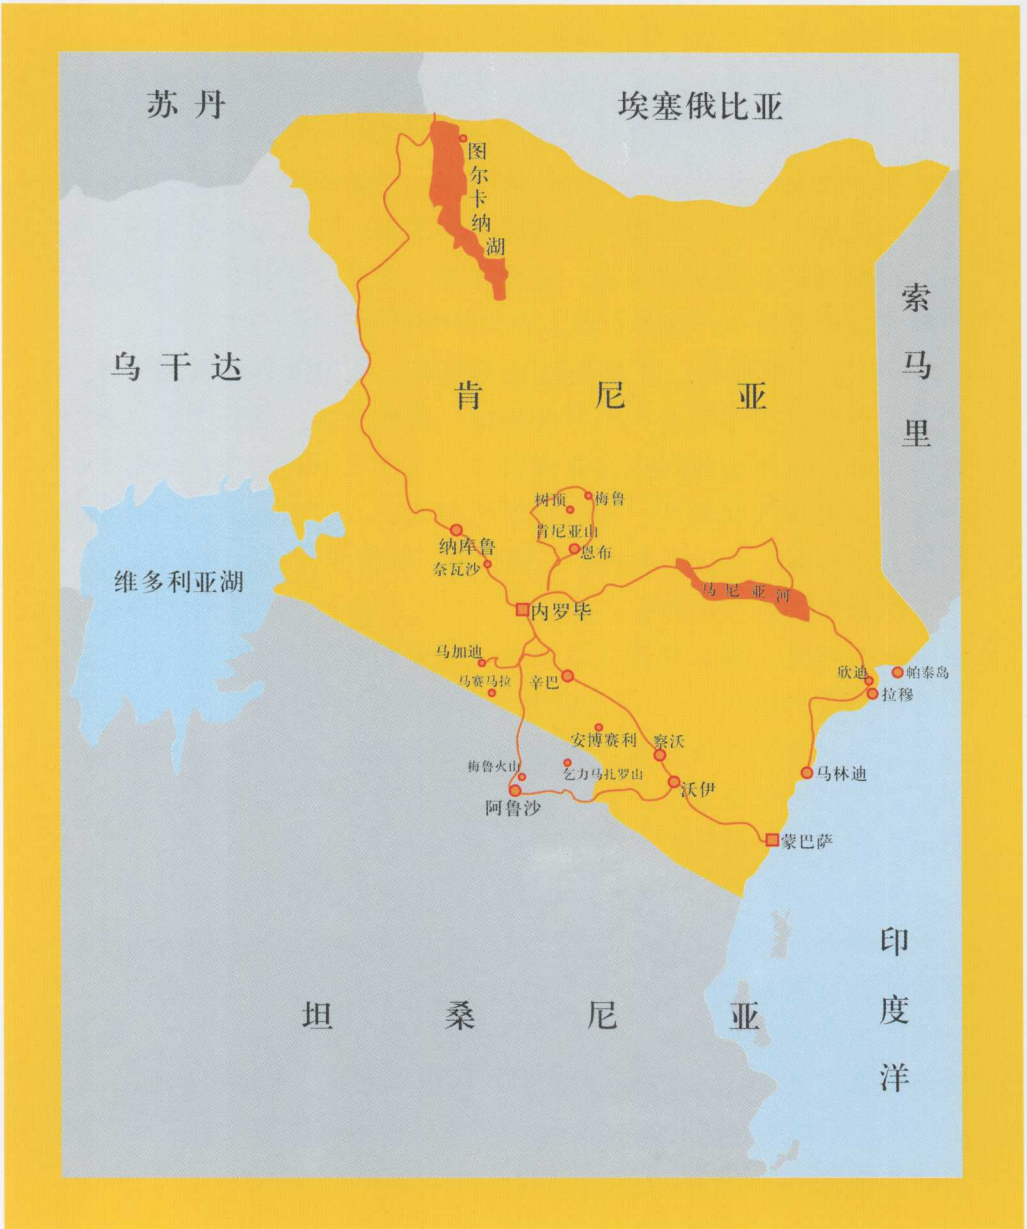 苏丹
埃塞俄比亚
图尔卡纳湖
索马里
乌干达
肯尼亚
树顶
梅鲁
肯尼亚山
恩布
纳库鲁
奈瓦沙
维多利亚湖
马尼亚河
内罗毕
马加迪
马赛马拉
辛巴
欣迪
帕泰岛
拉穆
安博赛利
察沃
梅鲁火山
乞力马扎罗山
马林迪
沃伊
阿鲁沙
蒙巴萨
印度洋
坦桑尼亚